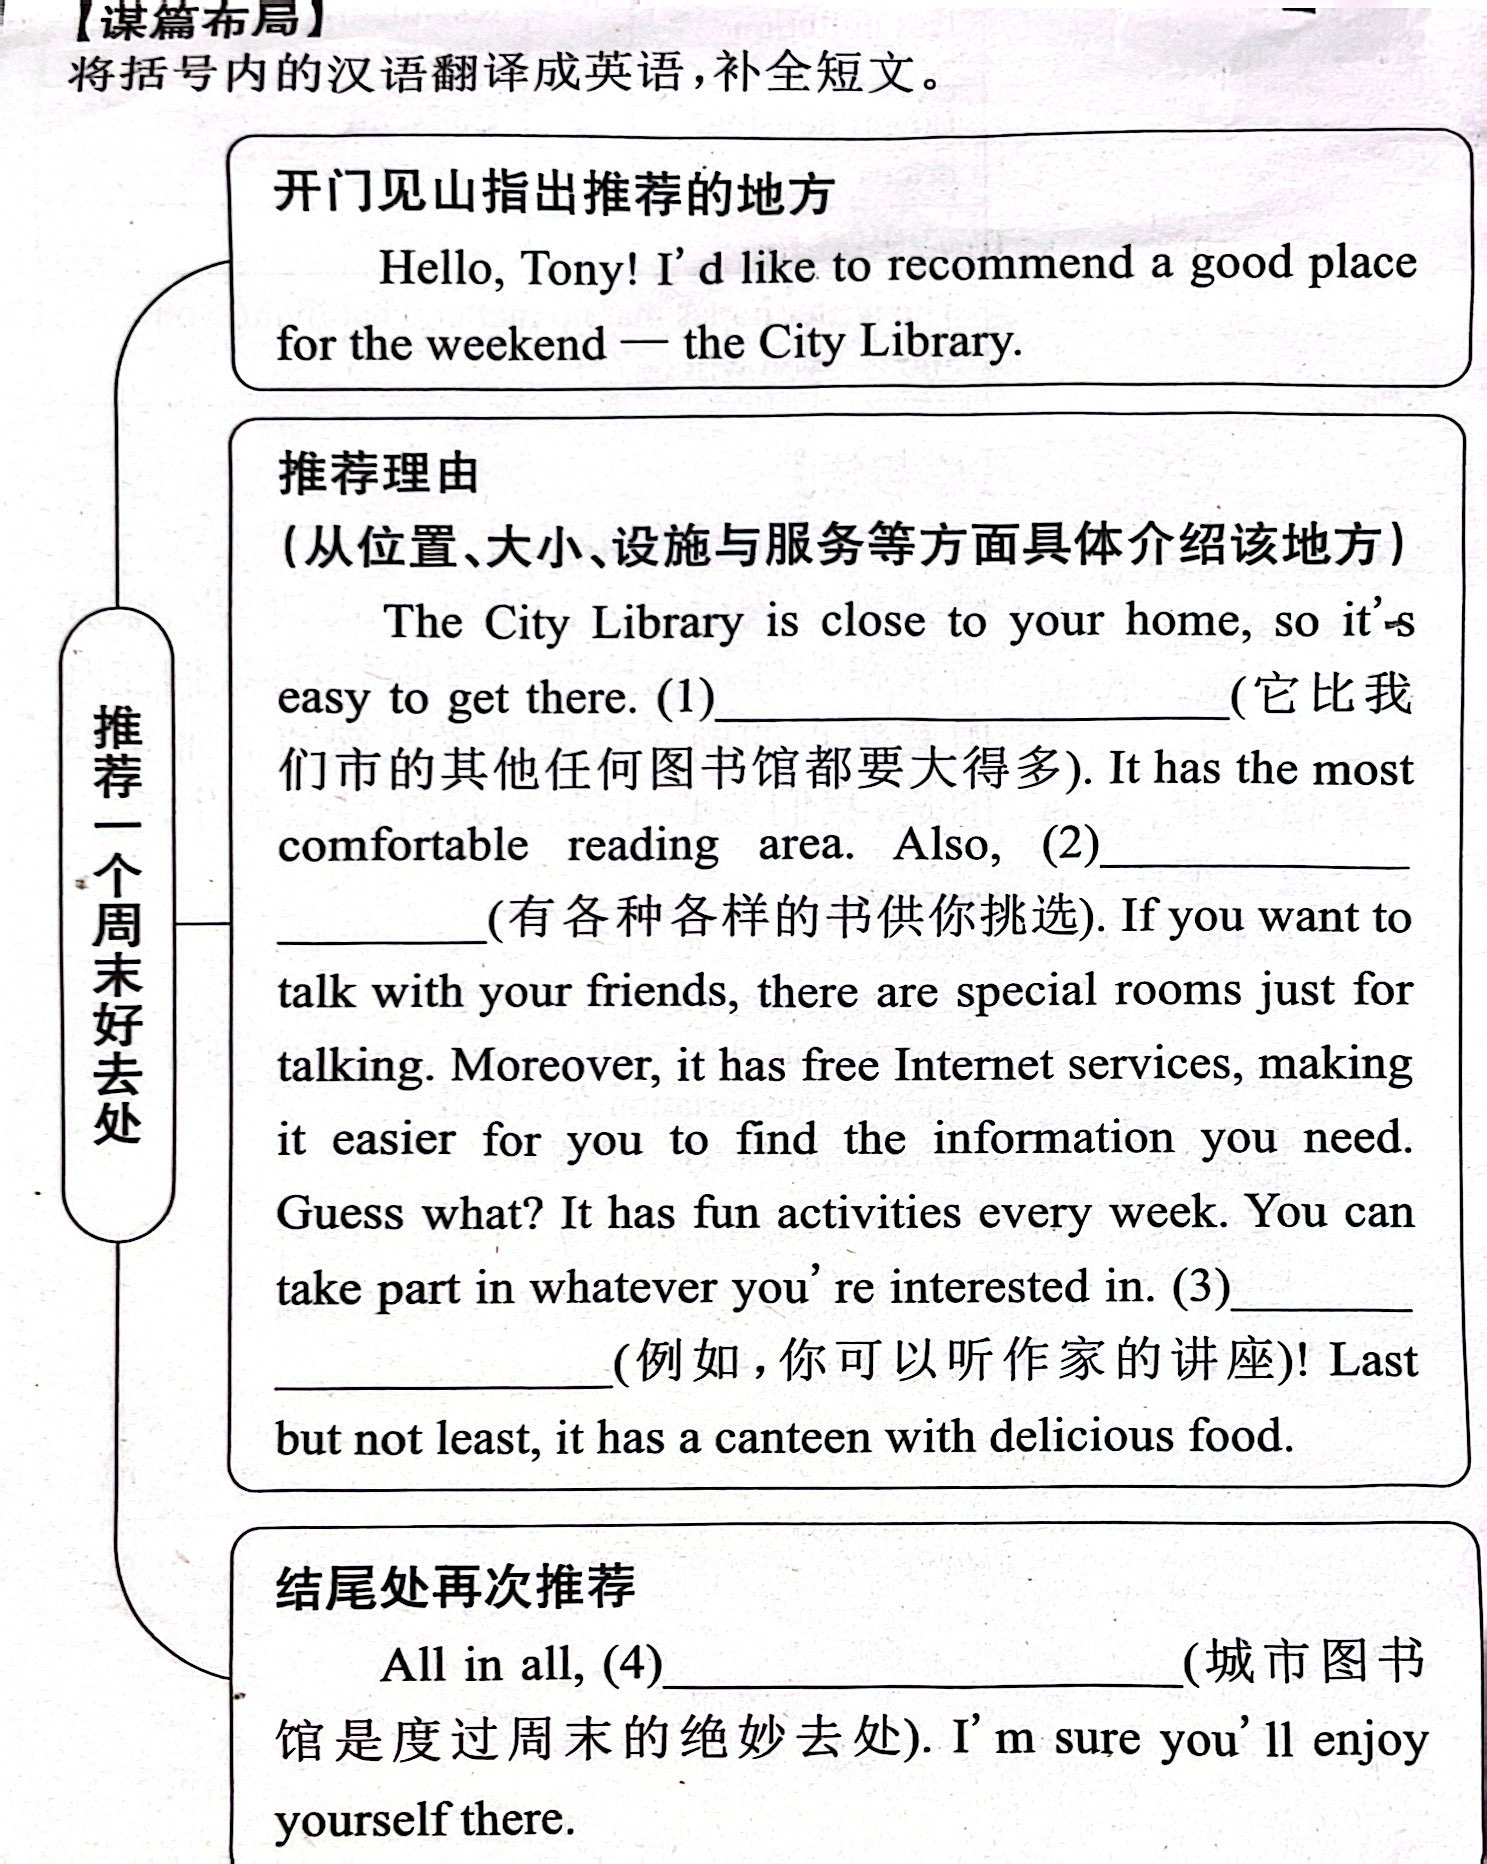 【谋篇布局】
将括号内的汉语翻译成英语，补全短文。
开门见山指出推荐的地方
Hello, Tony! I'd like to recommend a good place
for the weekend — the City Library.
推荐理由
(从位置、大小、设施与服务等方面具体介绍该地方)
The City Library is close to your home, so it's
easy to get there. (1)____________________(它比我
们市的其他任何图书馆都要大得多). It has the most
comfortable reading area. Also, (2)____________
________(有各种各样的书供你挑选). If you want to
talk with your friends, there are special rooms just for
talking. Moreover, it has free Internet services, making
it easier for you to find the information you need.
Guess what? It has fun activities every week. You can
take part in whatever you're interested in. (3)_______
_____________(例如，你可以听作家的讲座)! Last
but not least, it has a canteen with delicious food.
推荐一个周末好去处
结尾处再次推荐
All in all, (4)____________________(城市图书
馆是度过周末的绝妙去处). I'm sure you'll enjoy
yourself there.